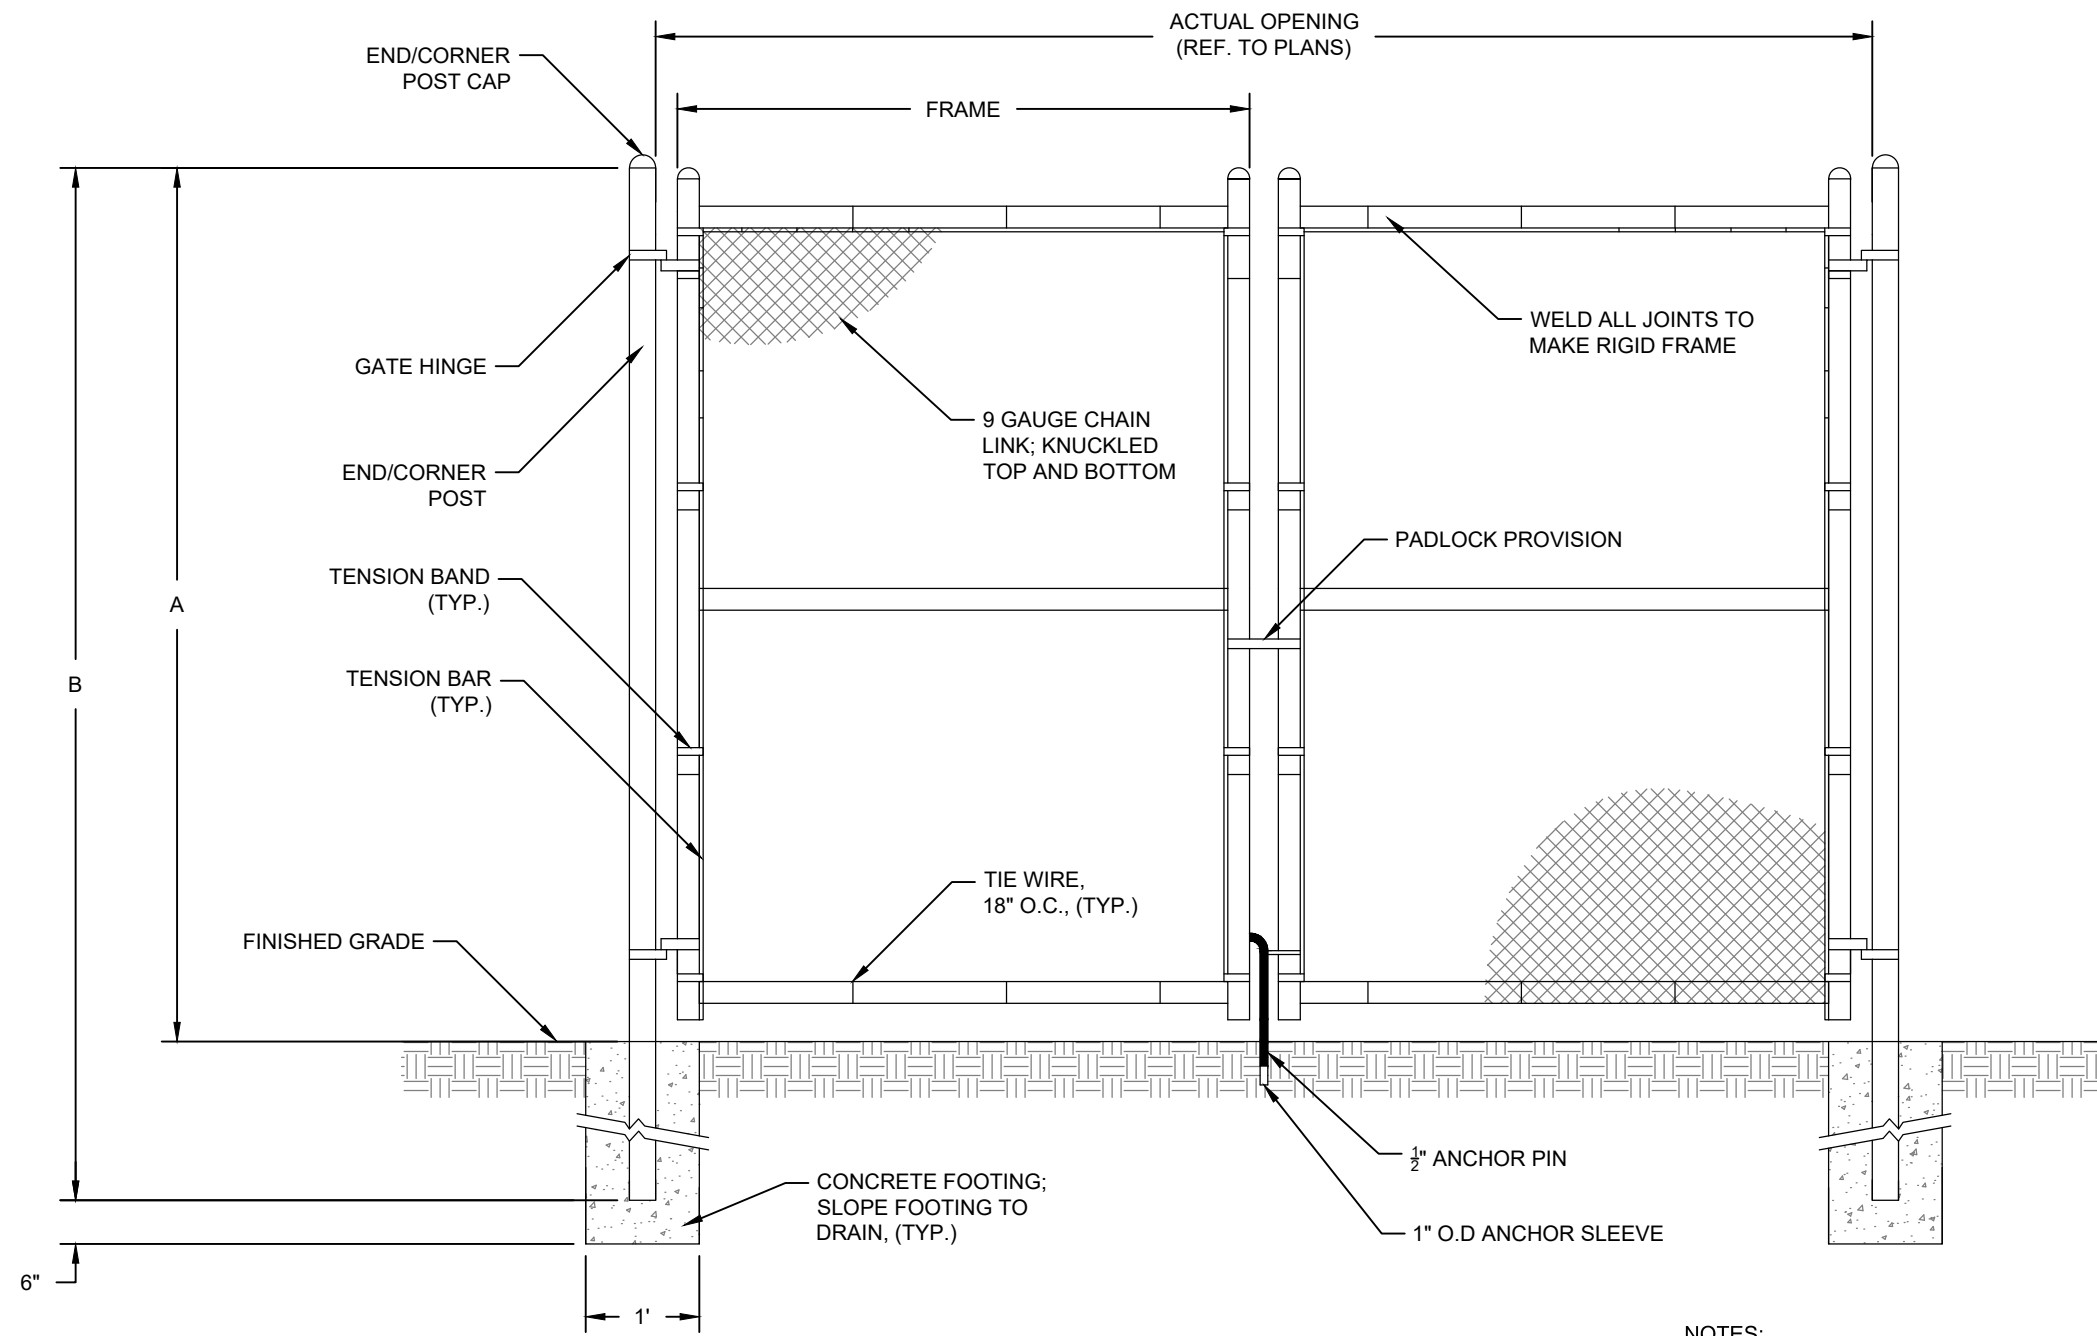 ACTUAL OPENING
(REF. TO PLANS)
END/CORNER
POST CAP
FRAME
GATE HINGE
WELD ALL JOINTS TO
MAKE RIGID FRAME
9 GAUGE CHAIN
LINK; KNUCKLED
TOP AND BOTTOM
END/CORNER
POST
PADLOCK PROVISION
TENSION BAND
(TYP.)
A
B
TENSION BAR
(TYP.)
TIE WIRE,
18" O.C., (TYP.)
FINISHED GRADE
½" ANCHOR PIN
CONCRETE FOOTING;
SLOPE FOOTING TO
DRAIN, (TYP.)
1" O.D ANCHOR SLEEVE
6"
1'
NOTES: